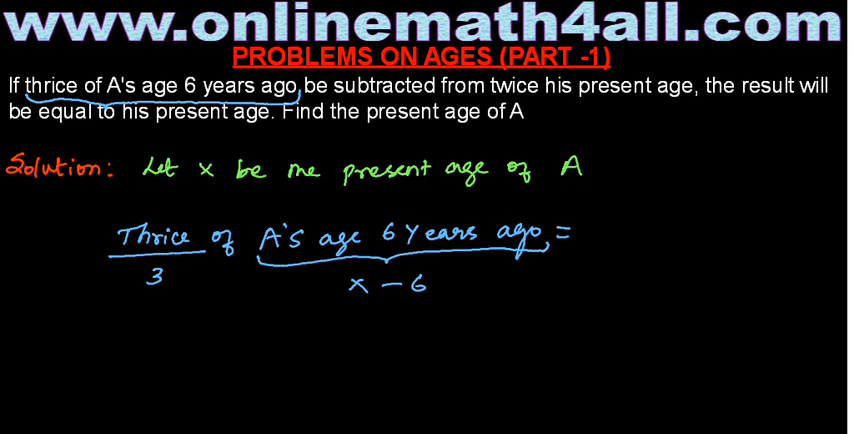 www.onlinemath4all.com
PROBLEMS ON AGES (PART -1)
If thrice of A's age 6 years ago, be subtracted from twice his present age, the result will
be equal to his present age. Find the present age of A
Solution: Let x be the present age of A
Thrice of A's age 6 Years ago, =
3 x - 6